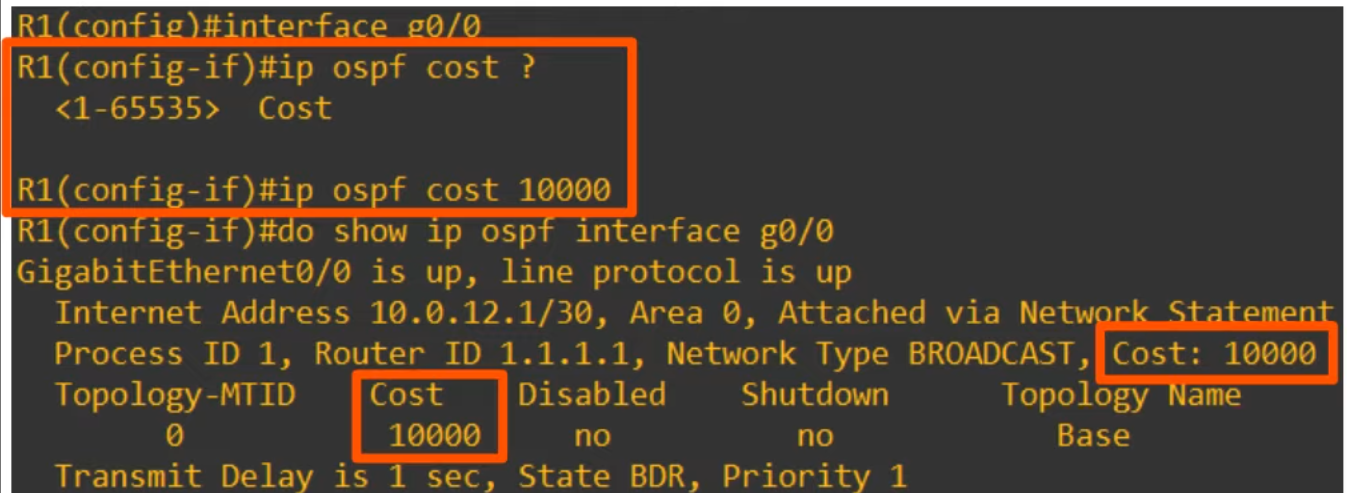 R1(config)#interface g0/0
R1(config-if)#ip ospf cost ?
<1-65535> Cost
R1(config-if)#ip ospf cost 10000
R1(config-if)#do show ip ospf interface g0/0
GigabitEthernet0/0 is up, line protocol is up
Internet Address 10.0.12.1/30, Area 0, Attached via Network Statement
Process ID 1, Router ID 1.1.1.1, Network Type BROADCAST, Cost: 10000
Topology-MTID Cost Disabled Shutdown Topology Name
0 10000 no no Base
Transmit Delay is 1 sec, State BDR, Priority 1